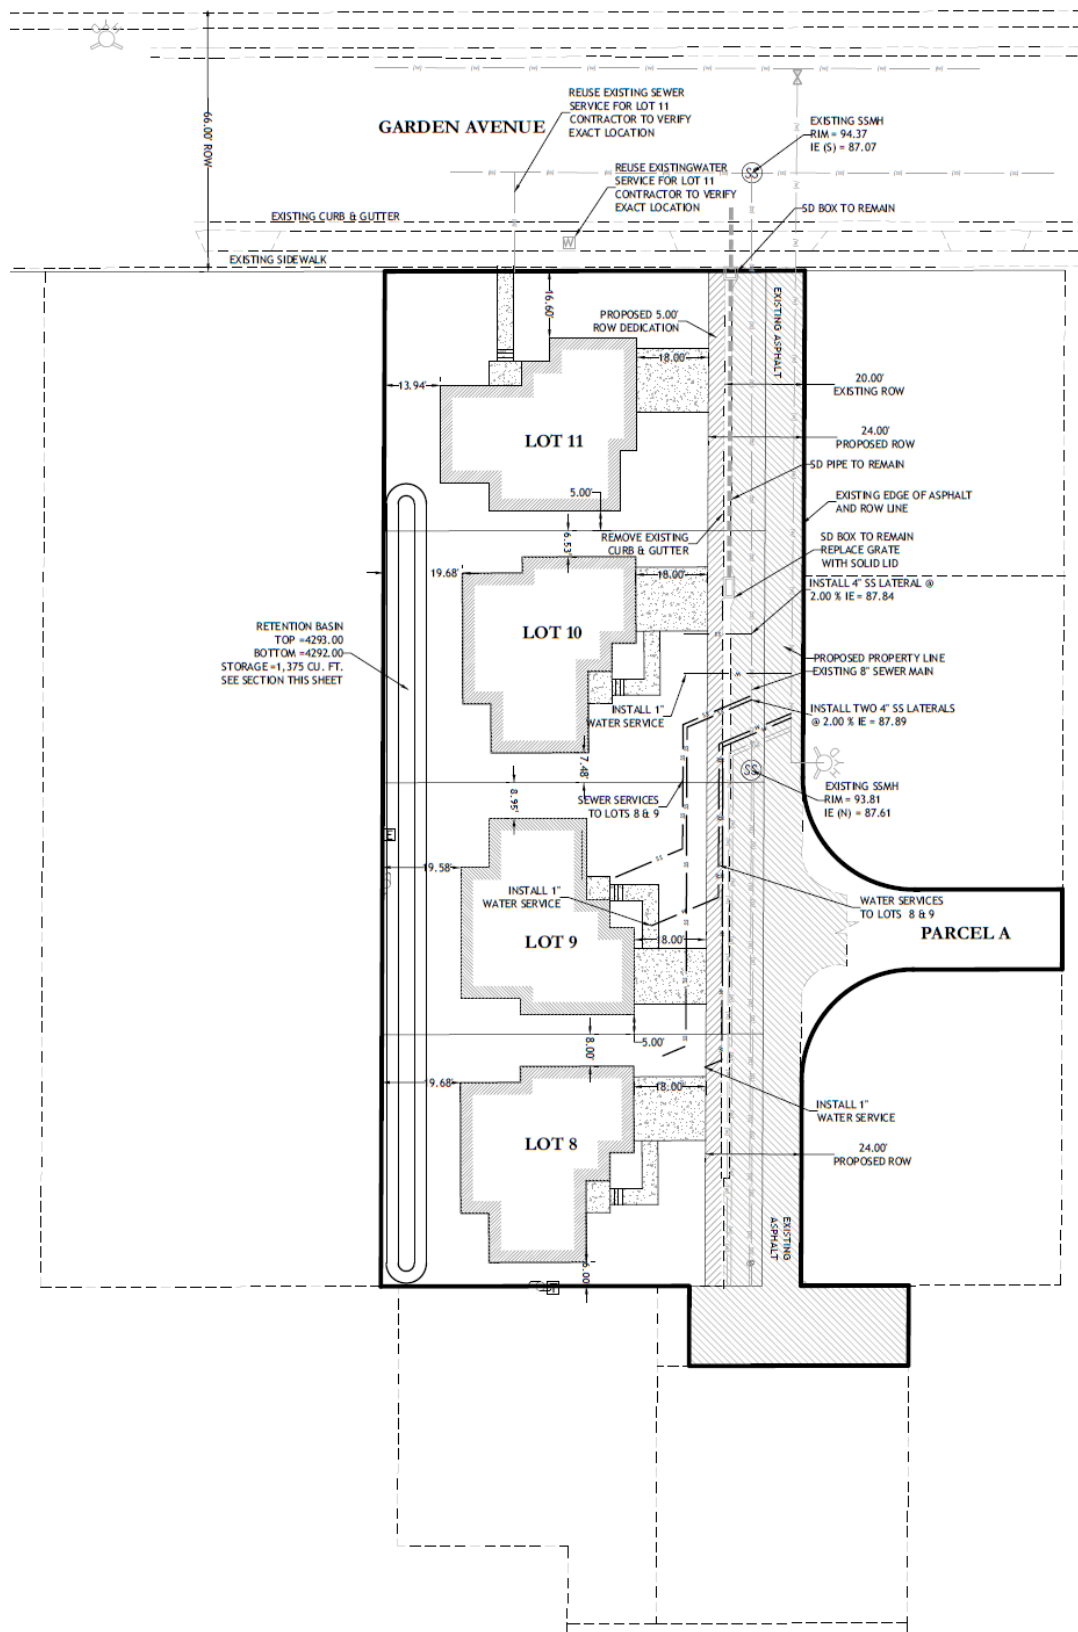 REUSE EXISTING SEWER
SERVICE FOR LOT 11
CONTRACTOR TO VERIFY
EXACT LOCATION
GARDEN AVENUE
EXISTING SSMH
RIM = 94.37
IE (S) = 87.07
66.00' ROW
REUSE EXISTINGWATER
SERVICE FOR LOT 11
CONTRACTOR TO VERIFY
EXACT LOCATION
SS
SD BOX TO REMAIN
EXISTING CURB & GUTTER
W
EXISTING SIDEWALK
16.60'
PROPOSED 5.00'
ROW DEDICATION
EXISTING ASPHALT
18.00'
13.94'
20.00'
EXISTING ROW
LOT 11
24.00'
PROPOSED ROW
SD PIPE TO REMAIN
5.00'
EXISTING EDGE OF ASPHALT
AND ROW LINE
6.53'
REMOVE EXISTING
CURB & GUTTER
SD BOX TO REMAIN
REPLACE GRATE
WITH SOLID LID
19.68'
18.00'
INSTALL 4" SS LATERAL @
2.00 % IE = 87.84
LOT 10
RETENTION BASIN
TOP =4293.00
BOTTOM =4292.00
STORAGE =1,375 CU. FT.
SEE SECTION THIS SHEET
PROPOSED PROPERTY LINE
EXISTING 8" SEWER MAIN
INSTALL 1"
WATER SERVICE
INSTALL TWO 4" SS LATERALS
@ 2.00 % IE = 87.89
7.48'
SS
8.95'
SEWER SERVICES
TO LOTS 8 & 9
EXISTING SSMH
RIM = 93.81
IE (N) = 87.61
19.58'
INSTALL 1"
WATER SERVICE
WATER SERVICES
TO LOTS 8 & 9
LOT 9
8.00'
PARCEL A
8.00'
5.00'
9.68'
18.00'
INSTALL 1"
WATER SERVICE
LOT 8
24.00'
PROPOSED ROW
EXISTING
ASPHALT